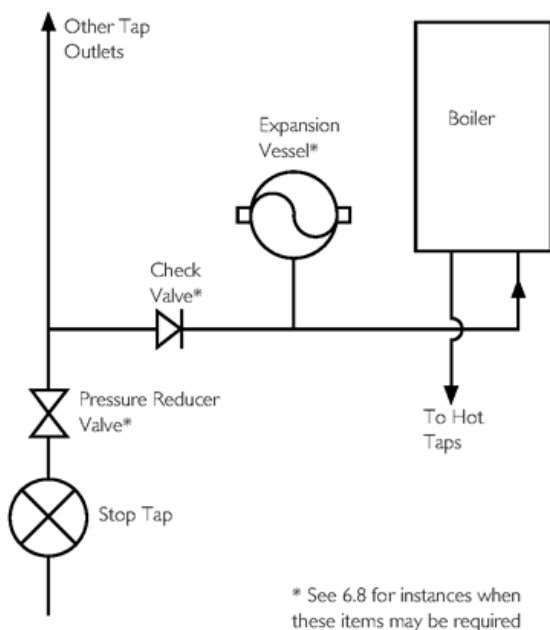 Other Tap
Outlets
Boiler
Expansion
Vessel*
Check
Valve*
Pressure Reducer
Valve*
To Hot
Taps
Stop Tap
* See 6.8 for instances when
these items may be required